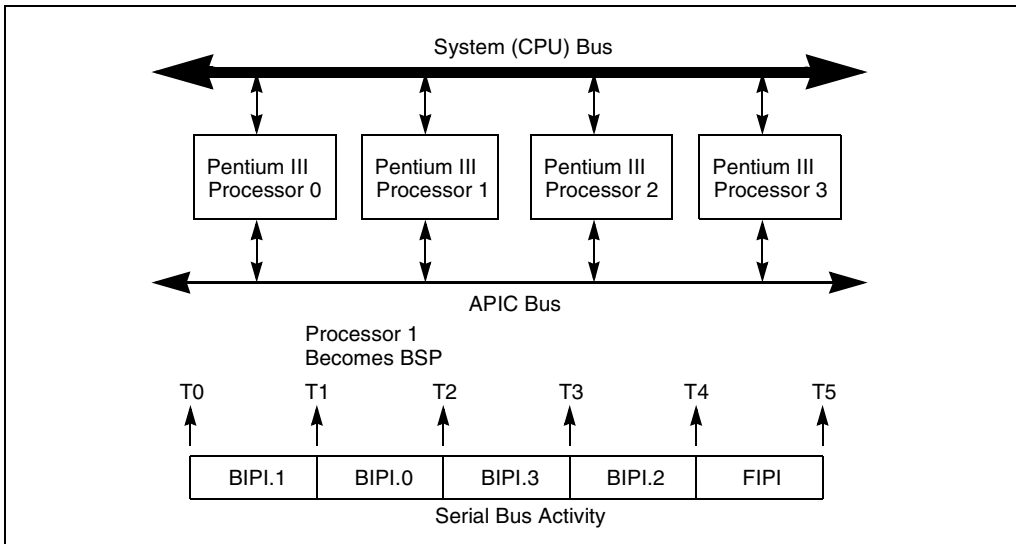 System (CPU) Bus
Pentium III
Processor 0
Pentium III
Processor 1
Pentium III
Processor 2
Pentium III
Processor 3
APIC Bus
Processor 1
Becomes BSP
T0 T1 T2 T3 T4 T5
BIPI.1 BIPI.0 BIPI.3 BIPI.2 FIPI
Serial Bus Activity